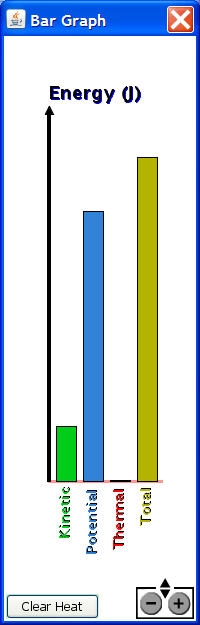 Bar Graph
Energy (J)
Kinetic
Potential
Thermal
Total
Clear Heat